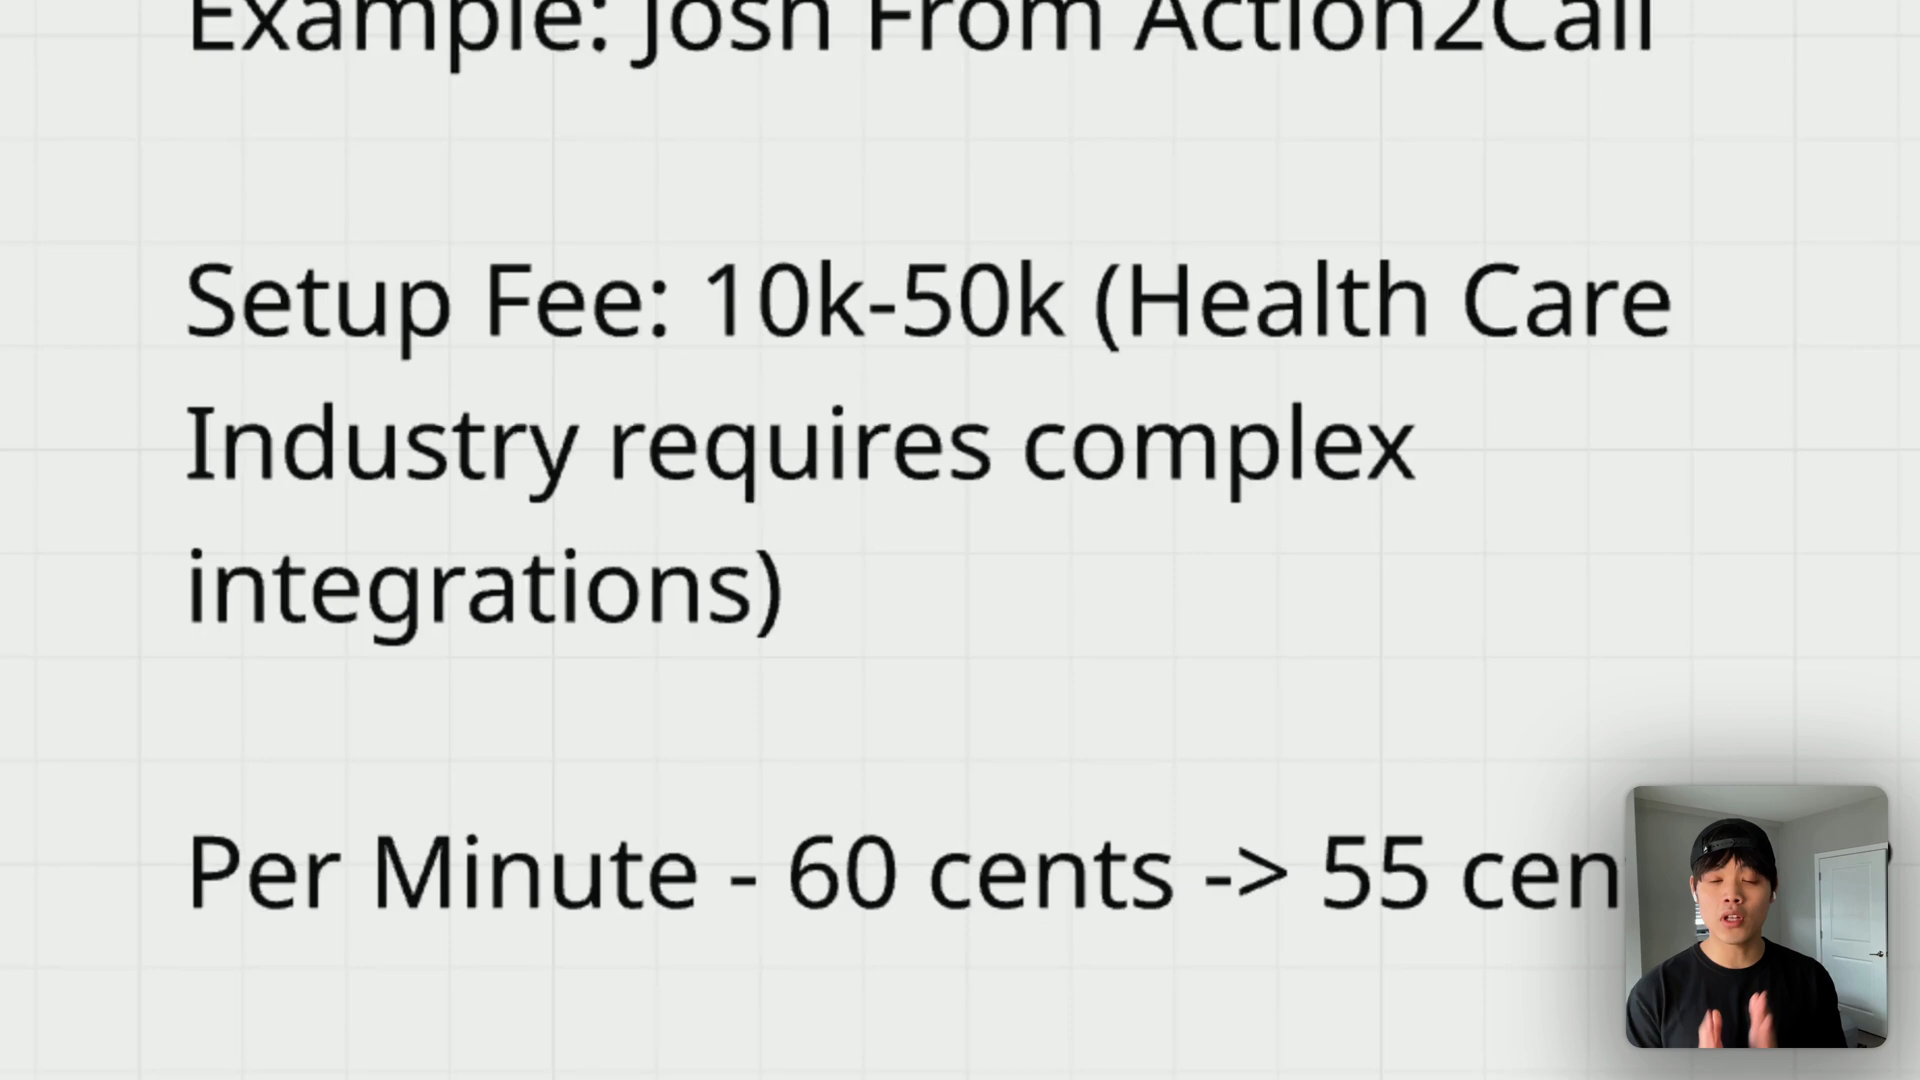 Example: Josh From Action2Call
Setup Fee: 10k-50k (Health Care
Industry requires complex
integrations)
Per Minute - 60 cents -> 55